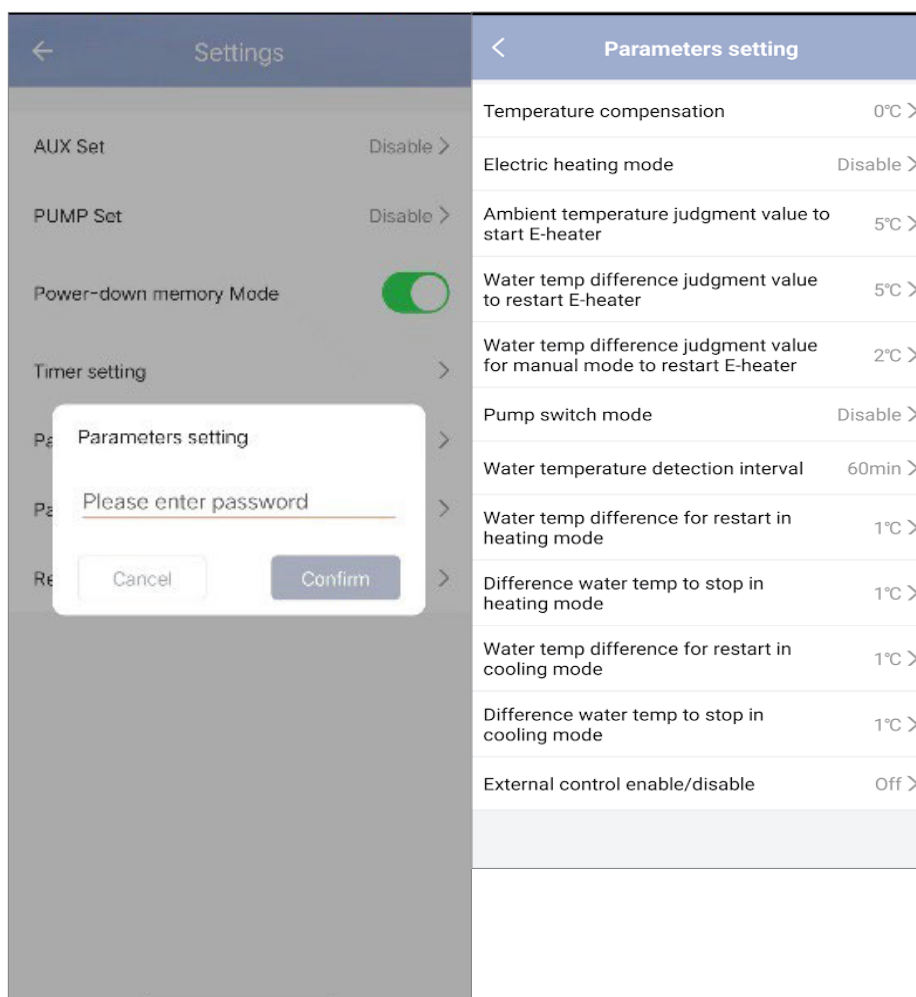 Settings
AUX Set
Disable
PUMP Set
Disable
Power-down memory Mode
Timer setting
Pa
Parameters setting
Please enter password
Pa
Cancel
Confirm
Re
Parameters setting
Temperature compensation
0℃
Electric heating mode
Disable
Ambient temperature judgment value to
start E-heater
5℃
Water temp difference judgment value
to restart E-heater
5℃
Water temp difference judgment value
for manual mode to restart E-heater
2℃
Pump switch mode
Disable
Water temperature detection interval
60min
Water temp difference for restart in
heating mode
1℃
Difference water temp to stop in
heating mode
1℃
Water temp difference for restart in
cooling mode
1℃
Difference water temp to stop in
cooling mode
1℃
External control enable/disable
Off